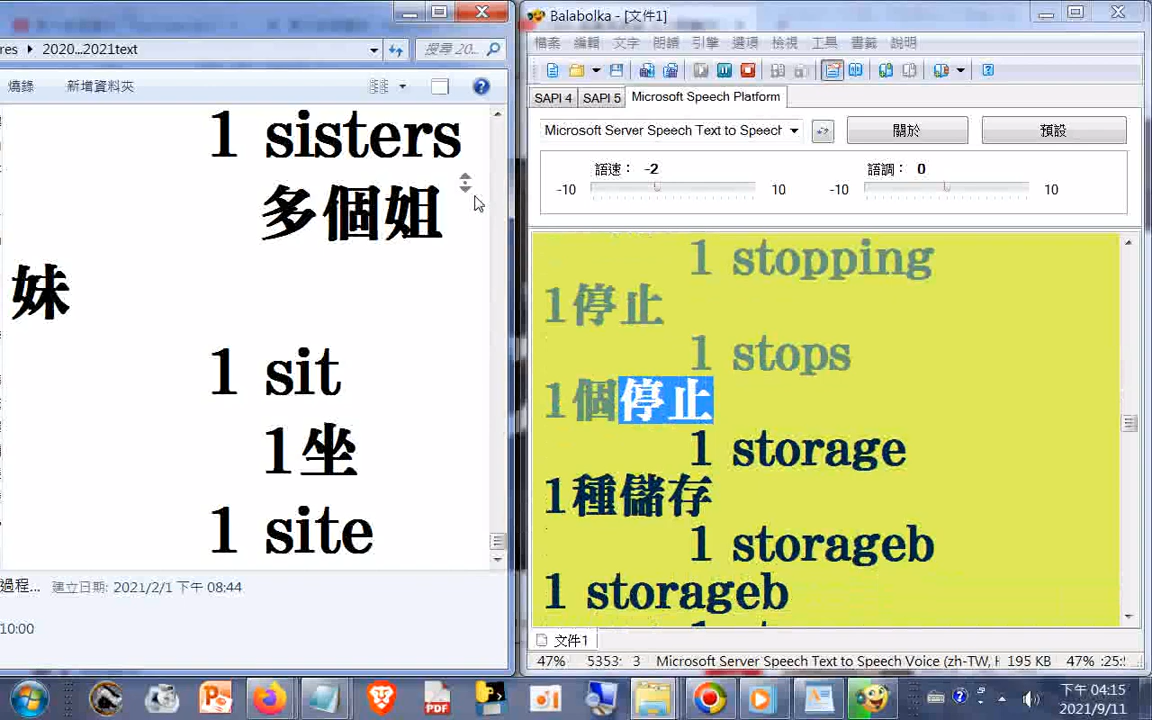 res ▸ 2020...2021text
搜尋 20...
燒錄 新增資料夾
1 sisters
多個姐
妹
1 sit
1坐
1 site
過程... 建立日期: 2021/2/1 下午 08:44
10:00
Balabolka - [文件1]
檔案 編輯 文字 朗讀 引擎 選項 檢視 工具 書籤 說明
SAPI 4 SAPI 5 Microsoft Speech Platform
Microsoft Server Speech Text to Speech
關於 預設
語速： -2 語調： 0
-10 10 -10 10
1 stopping
1停止
1 stops
1個停止
1 storage
1種儲存
1 storageb
1 storageb
文件1
47% 5353: 3 Microsoft Server Speech Text to Speech Voice (zh-TW, H 195 KB 47% :25:
PDF
下午 04:15
2021/9/11